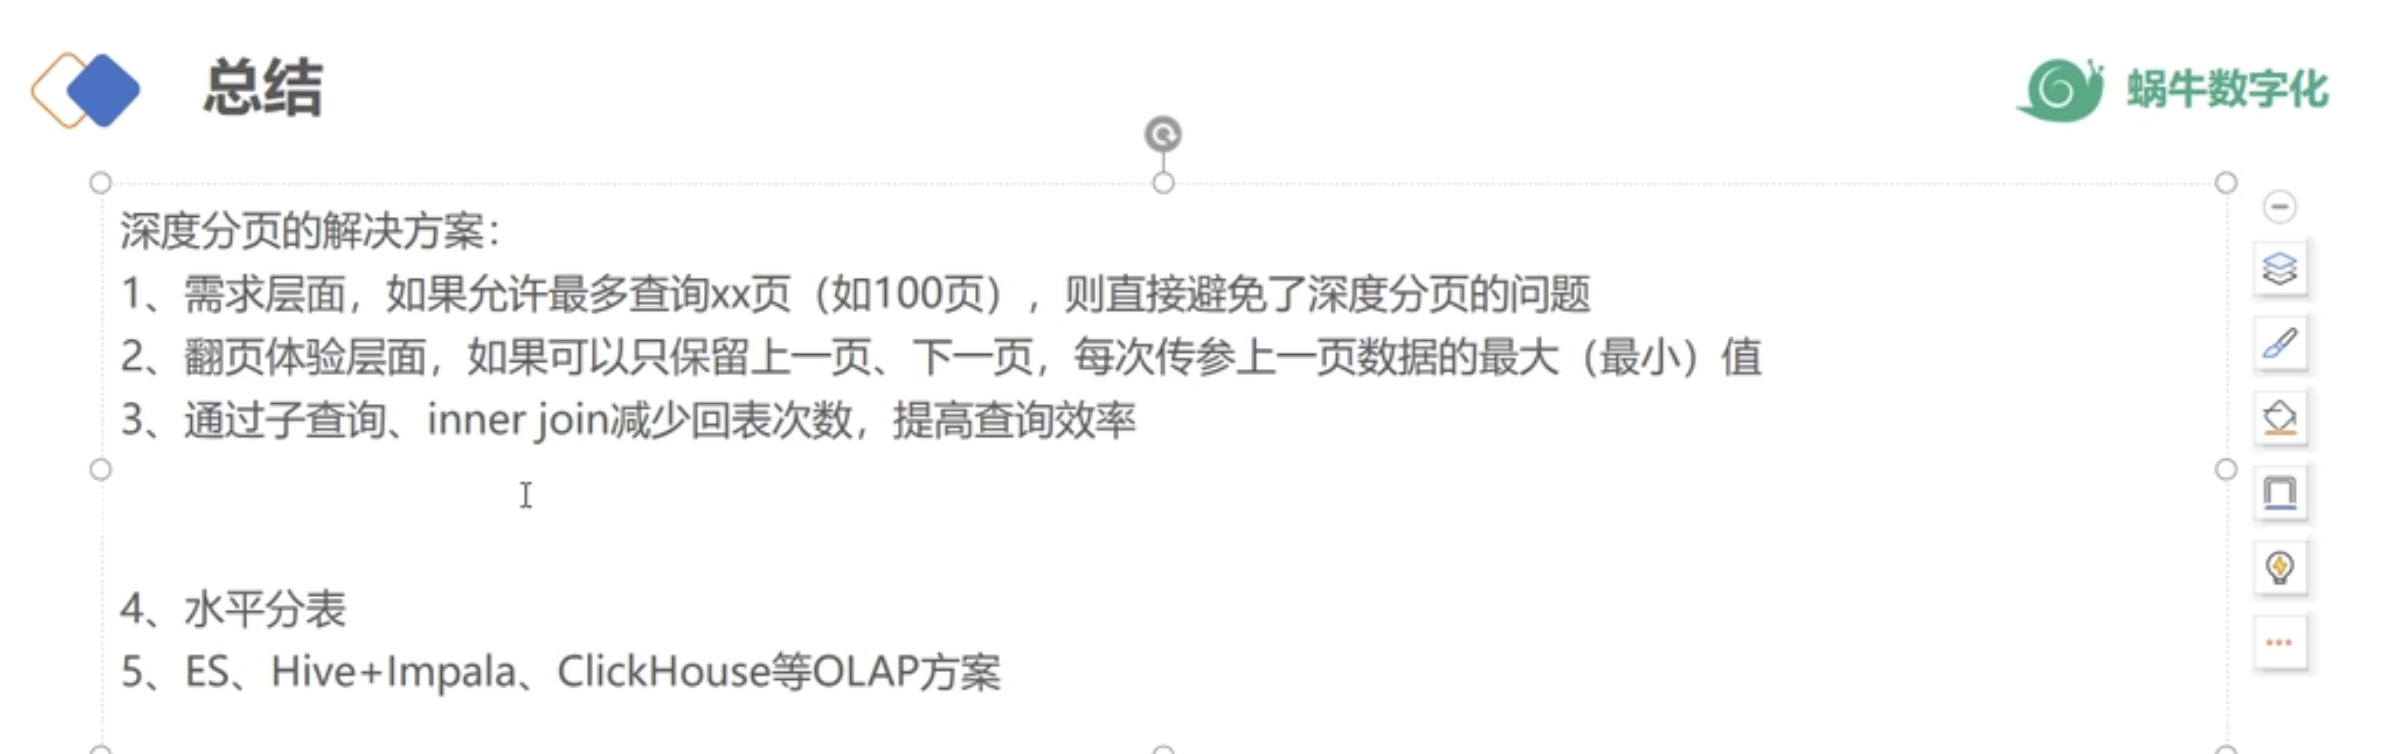 总结
蜗牛数字化
深度分页的解决方案：
1、需求层面，如果允许最多查询xx页（如100页），则直接避免了深度分页的问题
2、翻页体验层面，如果可以只保留上一页、下一页，每次传参上一页数据的最大（最小）值
3、通过子查询、inner join减少回表次数，提高查询效率
4、水平分表
5、ES、Hive+Impala、ClickHouse等OLAP方案